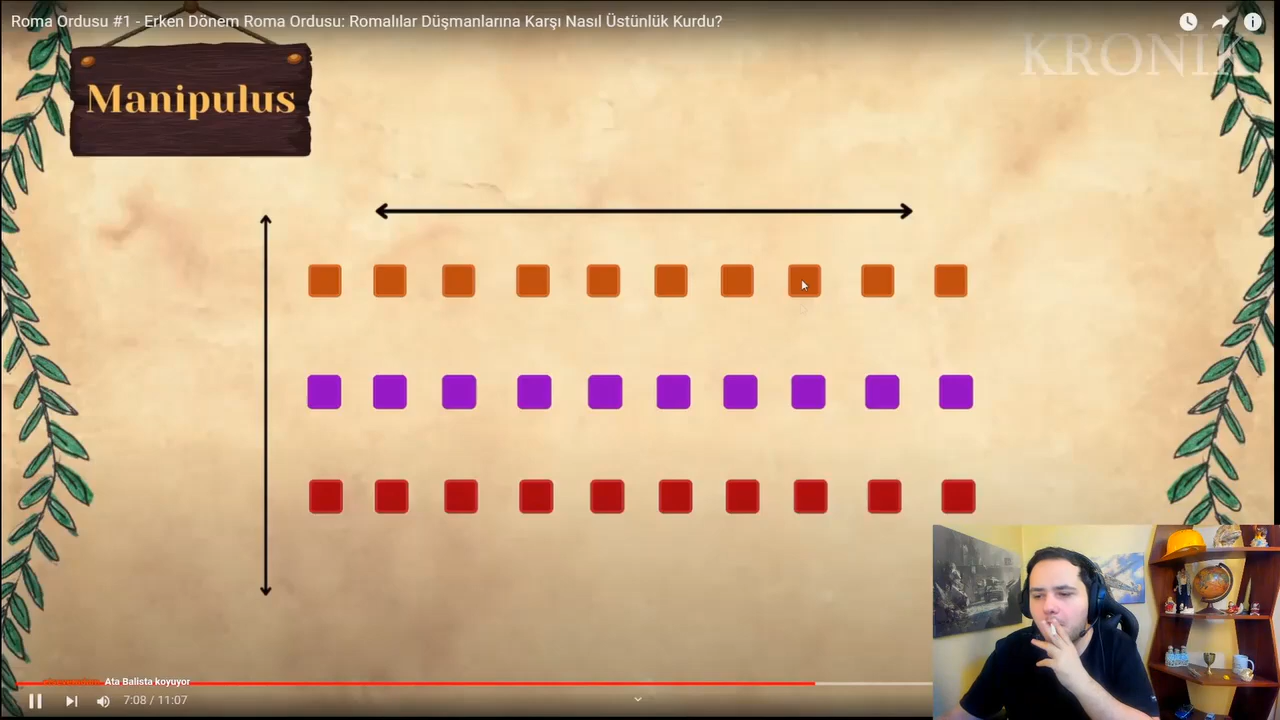 Roma Ordusu #1 - Erken Dönem Roma Ordusu: Romalılar Düşmanlarına Karşı Nasıl Üstünlük Kurdu?
KRONIK
Manipulus
Ata Balista koyuyor
7:08 / 11:07